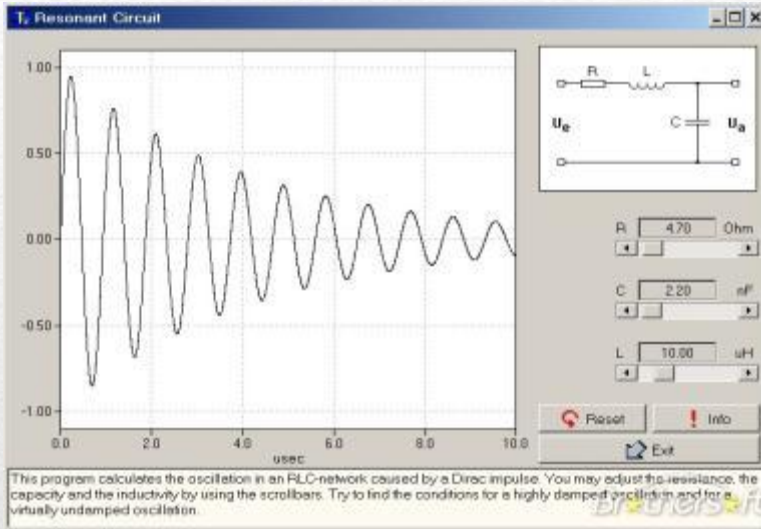 Resonant Circuit
1.00
0.50
0.00
-0.50
-1.00
0.0
2.0
4.0
6.0
8.0
10.0
usec
R
L
C
Ue
Ua
R 4.70 Ohm
C 2.20 nF
L 10.00 uH
Reset
Info
Exit
This program calculates the oscillation in an RLC-network caused by a Dirac impulse. You may adjust the resistance, the
capacity and the inductivity by using the scrollbars. Try to find the conditions for a highly damped oscillation and for a
virtually undamped oscillation.
Brothersoft